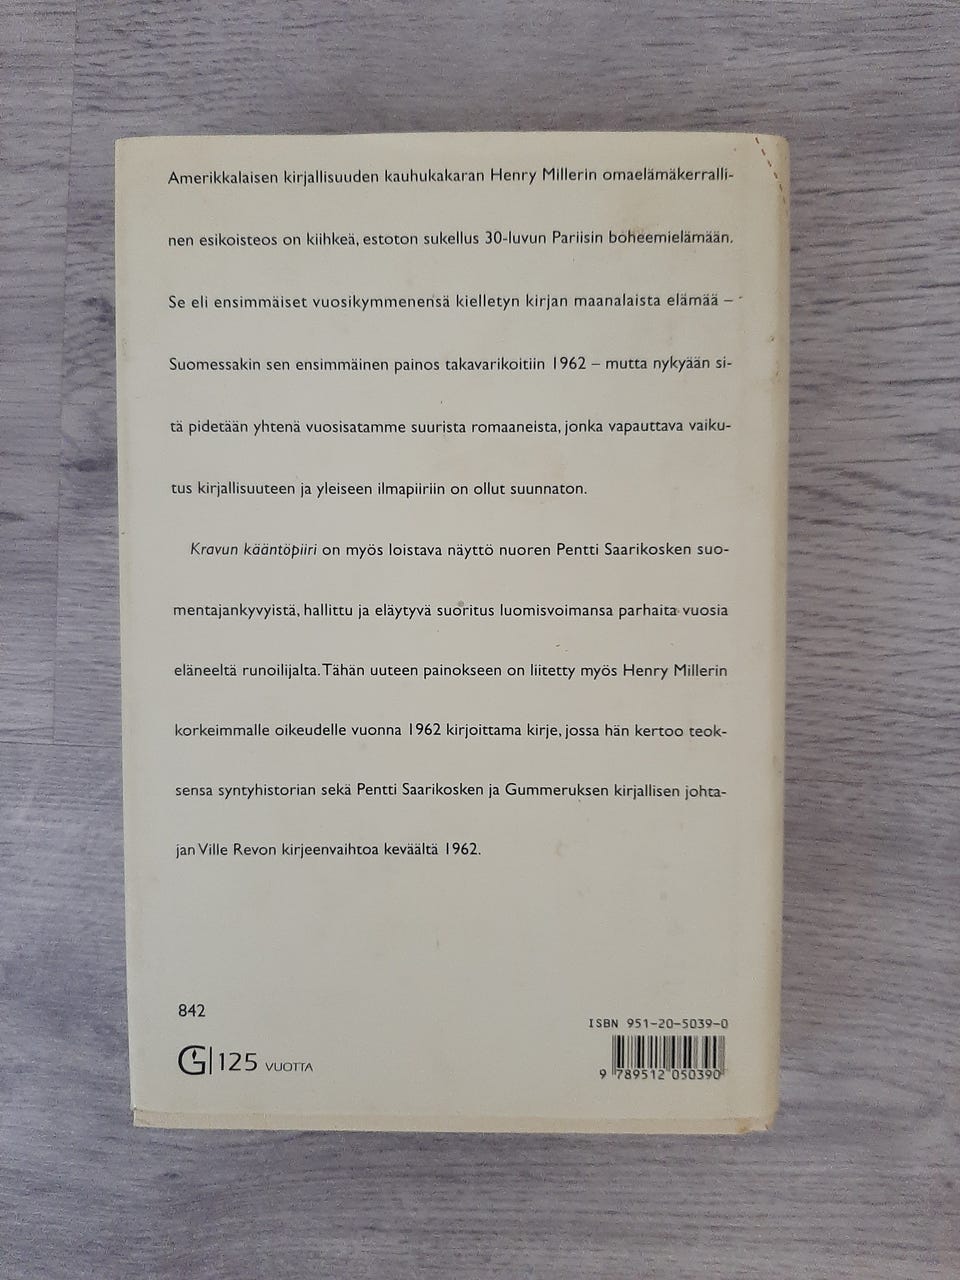 Amerikkalaisen kirjallisuuden kauhukakaran Henry Millerin omaelämäkerralli-
nen esikoisteos on kiihkeä, estoton sukellus 30-luvun Pariisin boheemielämään.
Se eli ensimmäiset vuosikymmenensä kielletyn kirjan maanalaista elämää –
Suomessakin sen ensimmäinen painos takavarikoitiin 1962 – mutta nykyään si-
tä pidetään yhtenä vuosisatamme suurista romaaneista, jonka vapauttava vaiku-
tus kirjallisuuteen ja yleiseen ilmapiiriin on ollut suunnaton.
Kravun kääntöpiiri on myös loistava näyttö nuoren Pentti Saarikosken suo-
mentajankyvyistä, hallittu ja eläytyvä suoritus luomisvoimansa parhaita vuosia
eläneeltä runoilijalta. Tähän uuteen painokseen on liitetty myös Henry Millerin
korkeimmalle oikeudelle vuonna 1962 kirjoittama kirje, jossa hän kertoo teok-
sensa syntyhistorian sekä Pentti Saarikosken ja Gummeruksen kirjallisen johta-
jan Ville Revon kirjeenvaihtoa keväältä 1962.
842
G 125 VUOTTA
ISBN 951-20-5039-0
9 789512 050390